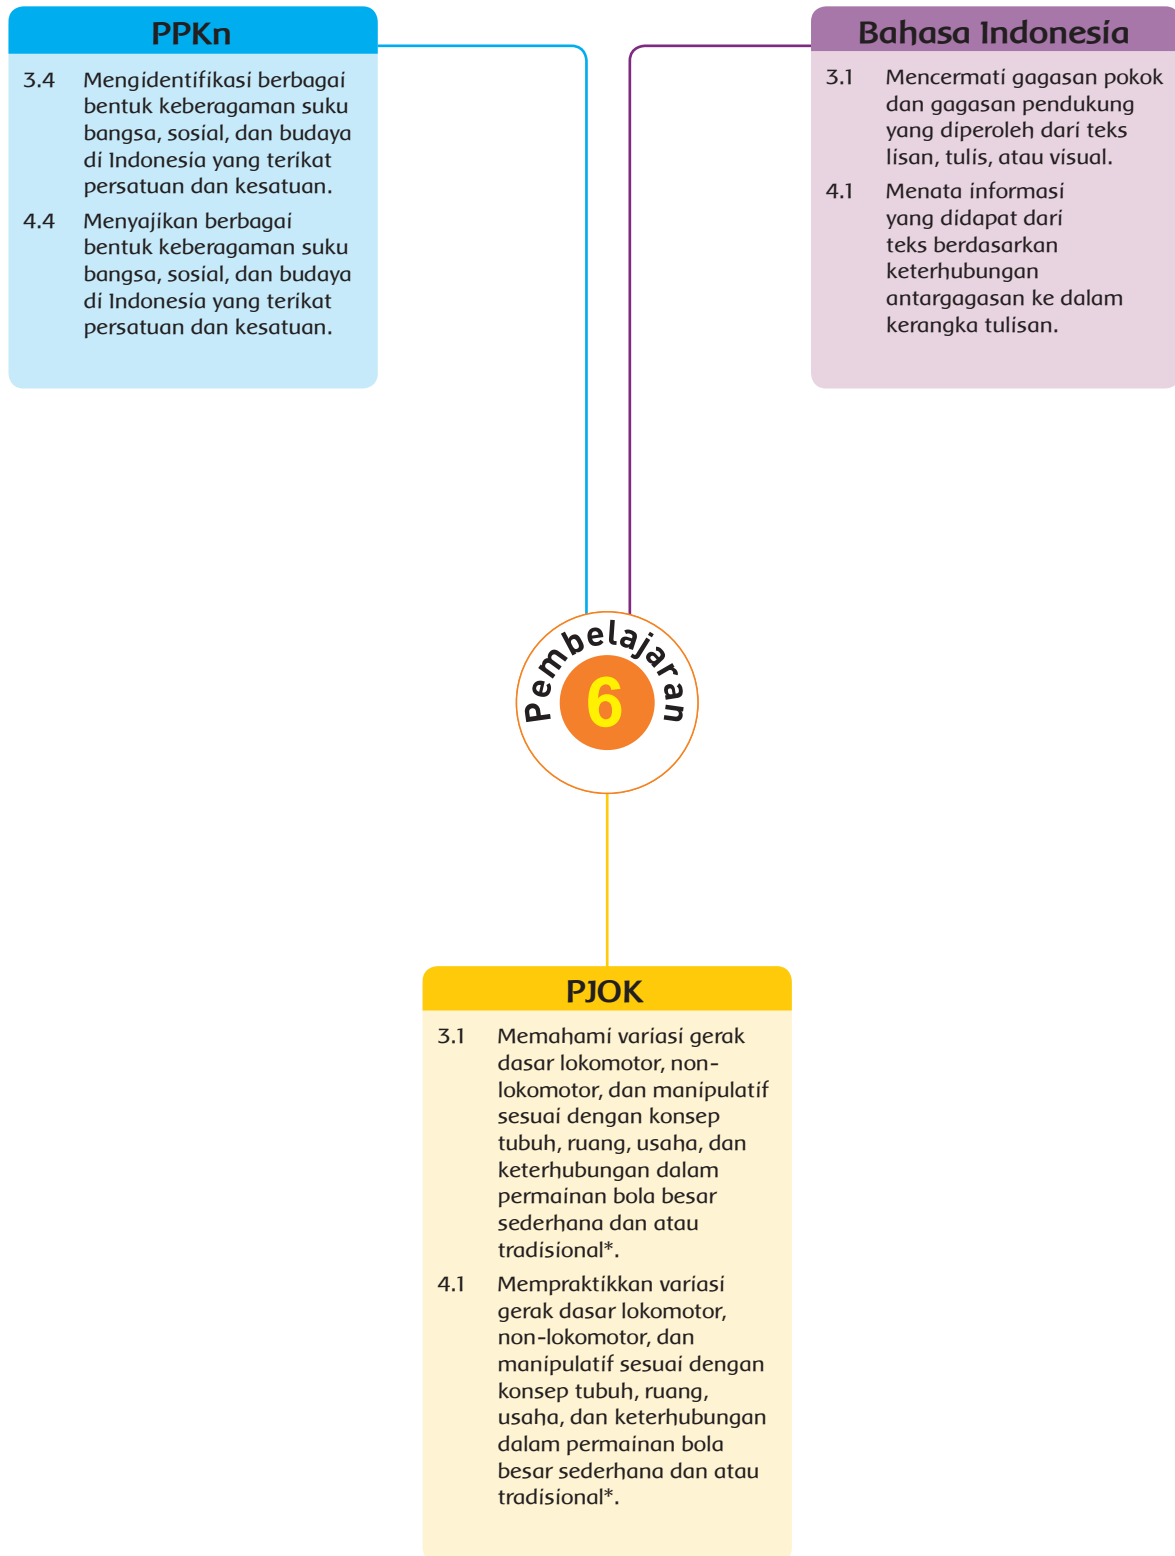 PPKn
3.4 Mengidentifikasi berbagai
bentuk keberagaman suku
bangsa, sosial, dan budaya
di Indonesia yang terikat
persatuan dan kesatuan.
4.4 Menyajikan berbagai
bentuk keberagaman suku
bangsa, sosial, dan budaya
di Indonesia yang terikat
persatuan dan kesatuan.
Bahasa Indonesia
3.1 Mencermati gagasan pokok
dan gagasan pendukung
yang diperoleh dari teks
lisan, tulis, atau visual.
4.1 Menata informasi
yang didapat dari
teks berdasarkan
keterhubungan
antargagasan ke dalam
kerangka tulisan.
Pembelajaran
6
PJOK
3.1 Memahami variasi gerak
dasar lokomotor, non-
lokomotor, dan manipulatif
sesuai dengan konsep
tubuh, ruang, usaha, dan
keterhubungan dalam
permainan bola besar
sederhana dan atau
tradisional*.
4.1 Mempraktikkan variasi
gerak dasar lokomotor,
non-lokomotor, dan
manipulatif sesuai dengan
konsep tubuh, ruang,
usaha, dan keterhubungan
dalam permainan bola
besar sederhana dan atau
tradisional*.